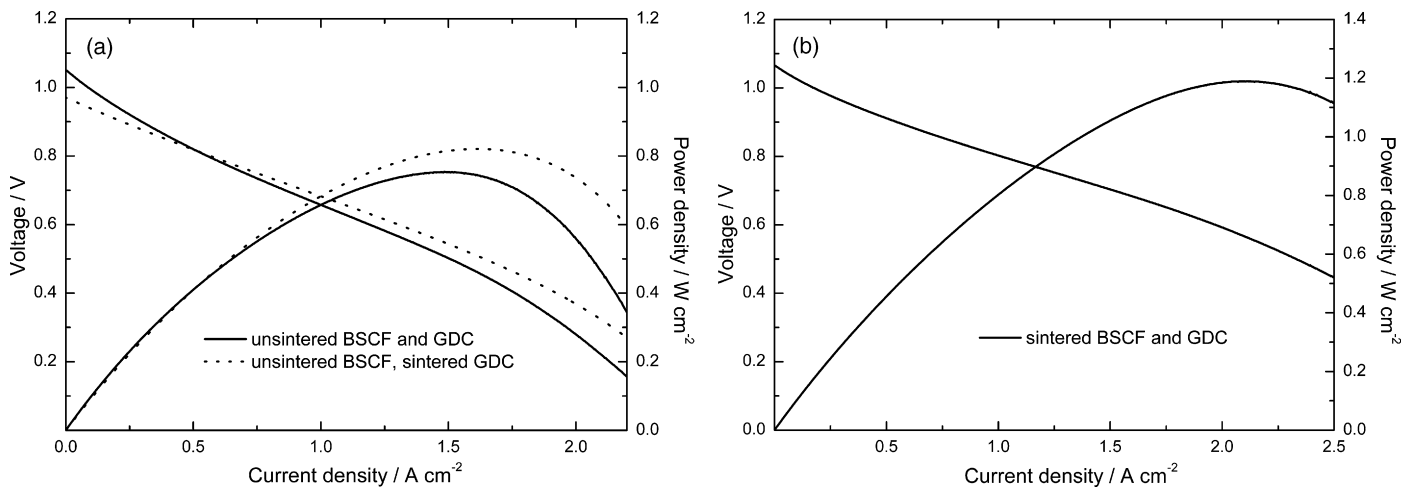 (a)
1.2
1.0
0.8
0.6
0.4
0.2
Voltage / V
1.2
1.0
0.8
0.6
0.4
0.2
0.0
Power density / W cm-2
unsintered BSCF and GDC
unsintered BSCF, sintered GDC
0.0 0.5 1.0 1.5 2.0
Current density / A cm-2
(b)
1.2
1.0
0.8
0.6
0.4
0.2
0.0
Voltage / V
1.4
1.2
1.0
0.8
0.6
0.4
0.2
0.0
Power density / W cm-2
sintered BSCF and GDC
0.5 1.0 1.5 2.0 2.5
Current density / A cm-2